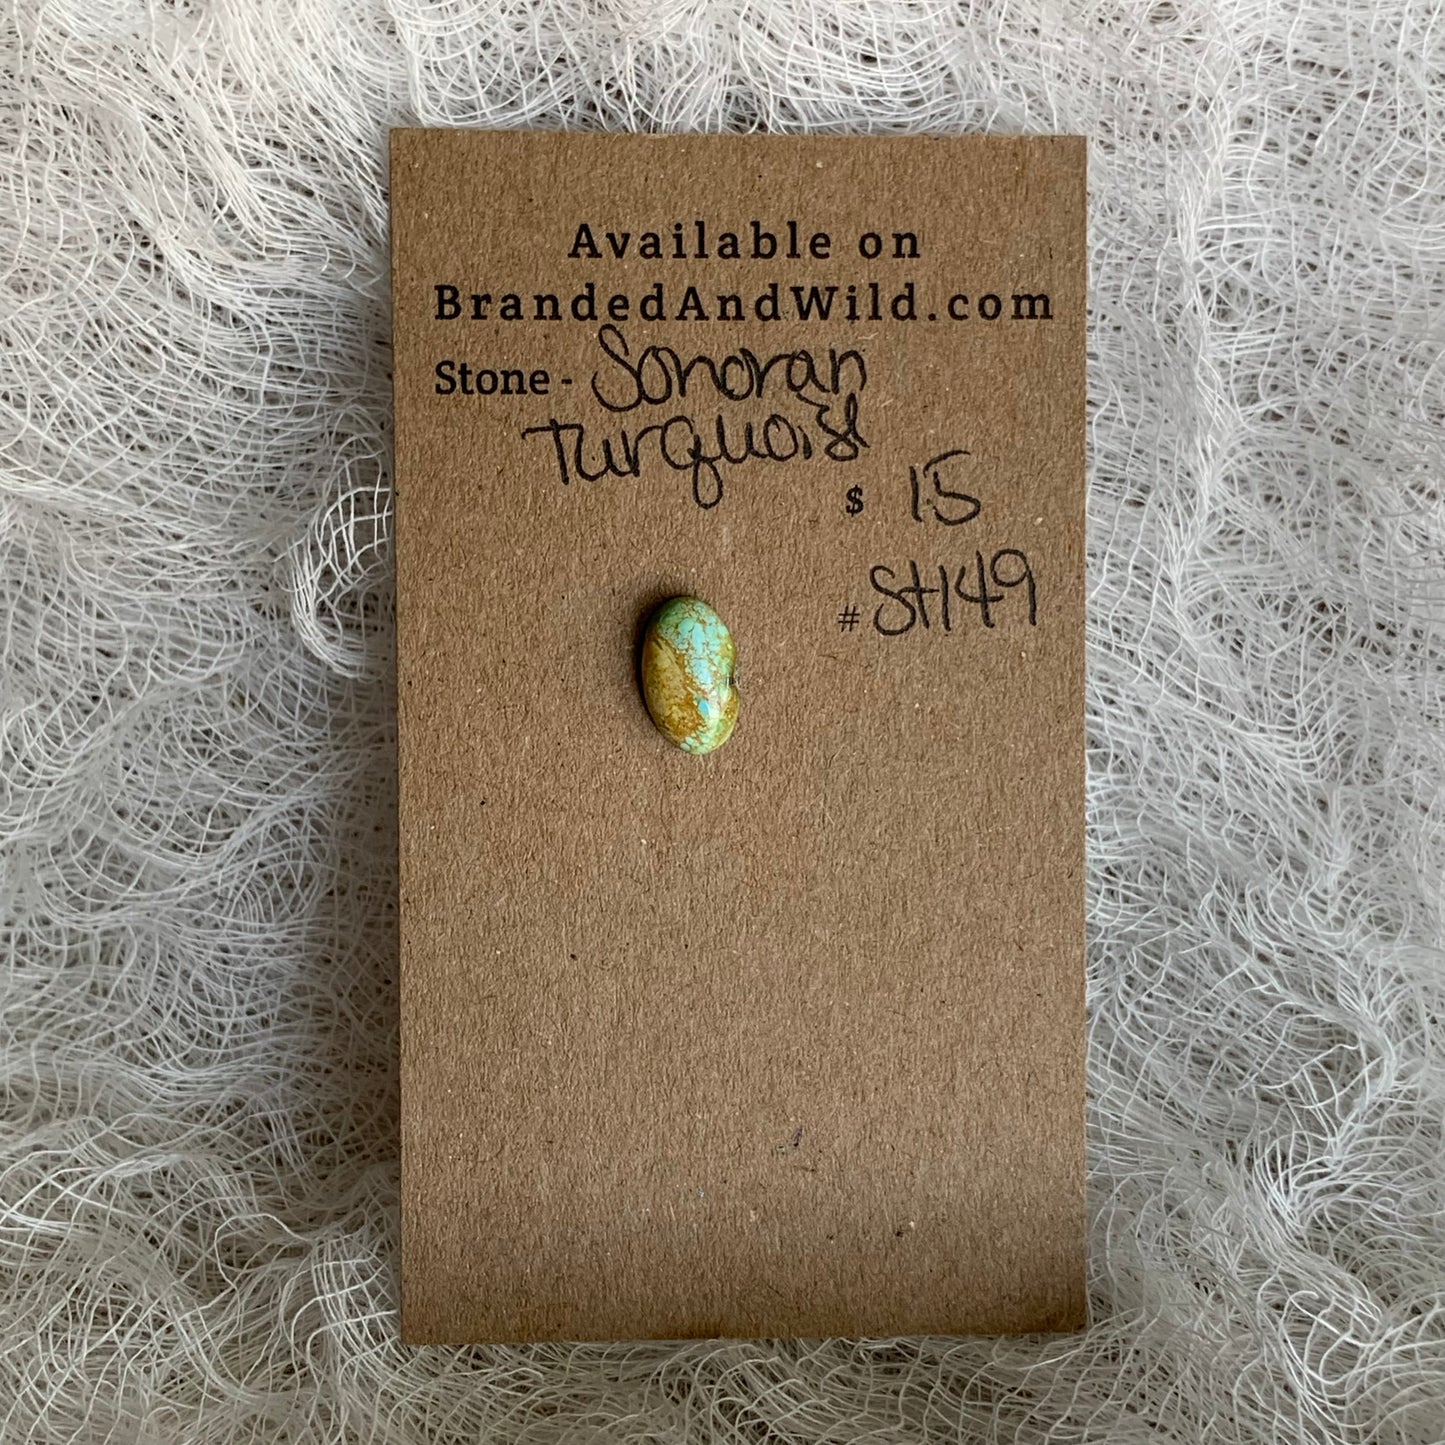 Available on
BrandedAndWild.com
Stone - Sonoran
Turquoise
$ 15
# St149